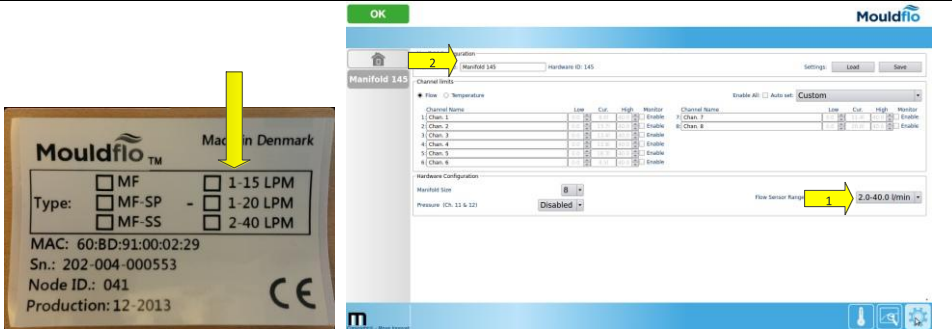 Mouldflo TM
Made in Denmark
MF
1-15 LPM
Type:
MF-SP
-
1-20 LPM
MF-SS
2-40 LPM
MAC: 60:BD:91:00:02:29
Sn.: 202-004-000553
Node ID.: 041
Production: 12-2013
CE
OK
Mouldflo
2
Manifold 145
Hardware ID: 145
Settings:
Load
Save
Manifold 145
Channel limits
Flow
Temperature
Enable All:
Auto set:
Custom
Channel Name
Low
Cur.
High
Monitor
Channel Name
Low
Cur.
High
Monitor
1: Chan. 1
Enable
7: Chan. 7
Enable
2: Chan. 2
Enable
8: Chan. 8
Enable
3: Chan. 3
Enable
4: Chan. 4
Enable
5: Chan. 5
Enable
6: Chan. 6
Enable
Hardware Configuration
Manifold Size
8
Flow Sensor Range
1
2.0-40.0 l/min
Pressure (Ch. 11 & 12)
Disabled
m